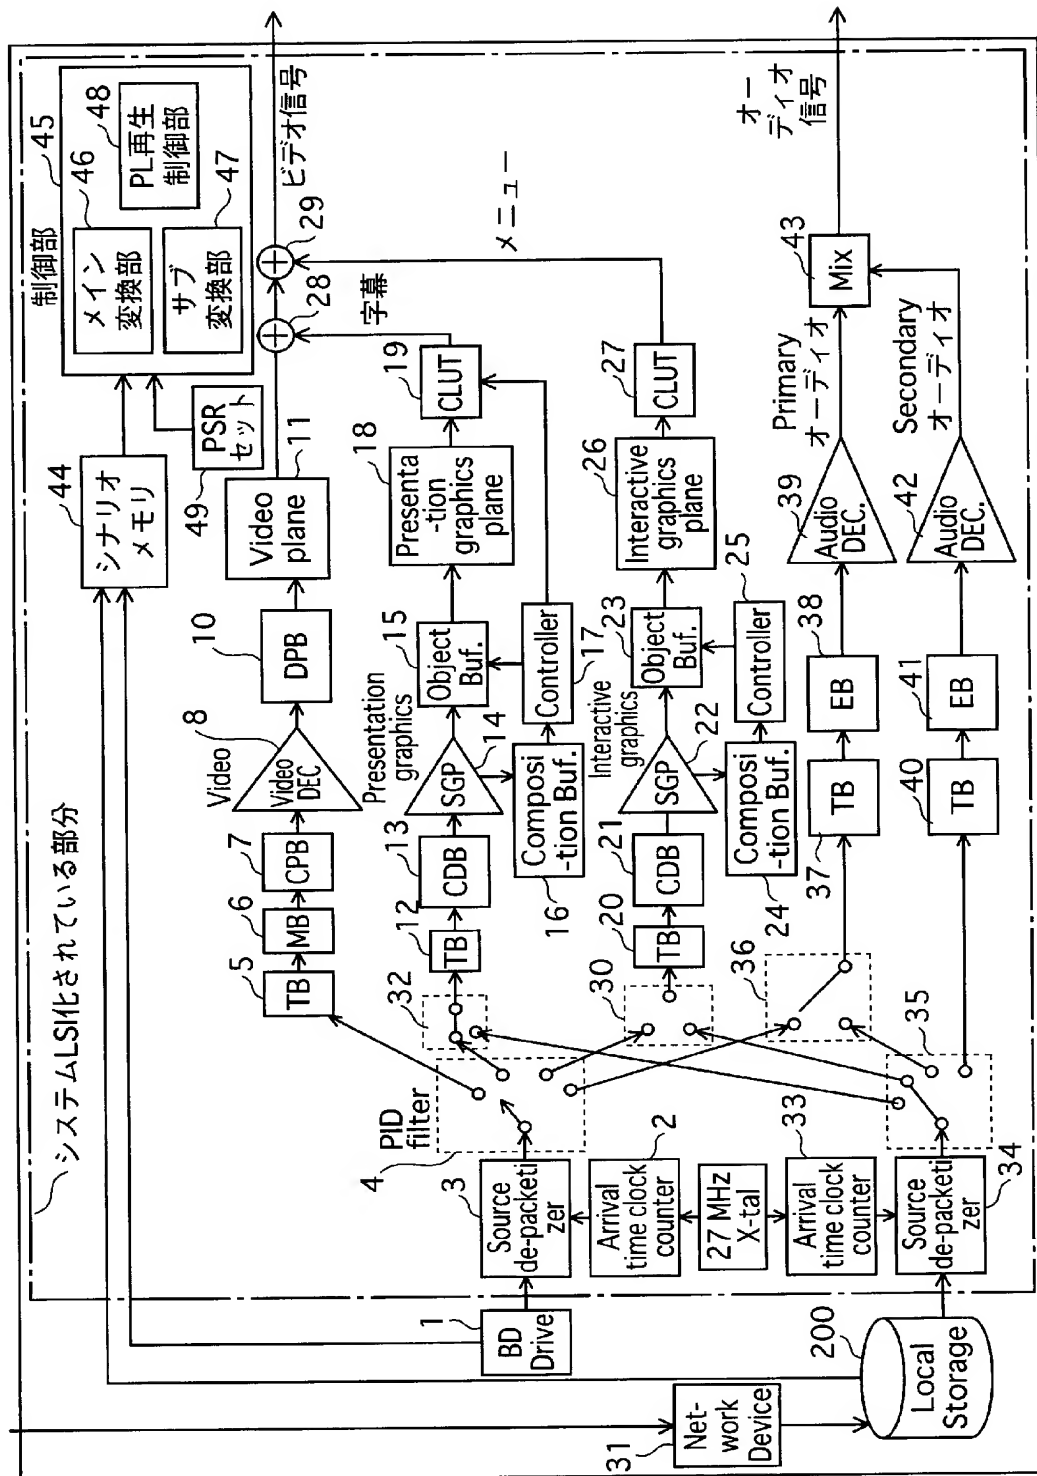 システムLSI化されている部分
44
シナリオ
メモリ
制御部
45
46
メイン
変換部
サブ
変換部
47
PL再生
制御部
48
PSR
セット
49
5
TB
6
MB
7
CPB
Video
8
Video
DEC
10
DPB
Video
plane
11
28
29
ビデオ信号
32
12
TB
13
CDB
Presentation
graphics
SGP
14
15
Object
Buf.
Composi
-tion Buf.
16
Controller
17
18
Presenta
-tion
graphics
plane
19
CLUT
字幕
メニュー
30
20
TB
21
CDB
Interactive
graphics
SGP
22
23
Object
Buf.
Composi
-tion Buf.
24
Controller
25
26
Interactive
graphics
plane
27
CLUT
36
37
TB
38
EB
39
Audio
DEC.
Primary
オーディオ
43
Mix
オー
ディオ
信号
35
40
TB
41
EB
42
Audio
DEC.
Secondary
オーディオ
PID
filter
4
3
Source
de-packeti
zer
2
Arrival
time clock
counter
27 MHz
X-tal
33
Arrival
time clock
counter
Source
de-packeti
zer
34
1
BD
Drive
200
Local
Storage
31
Net-
work
Device